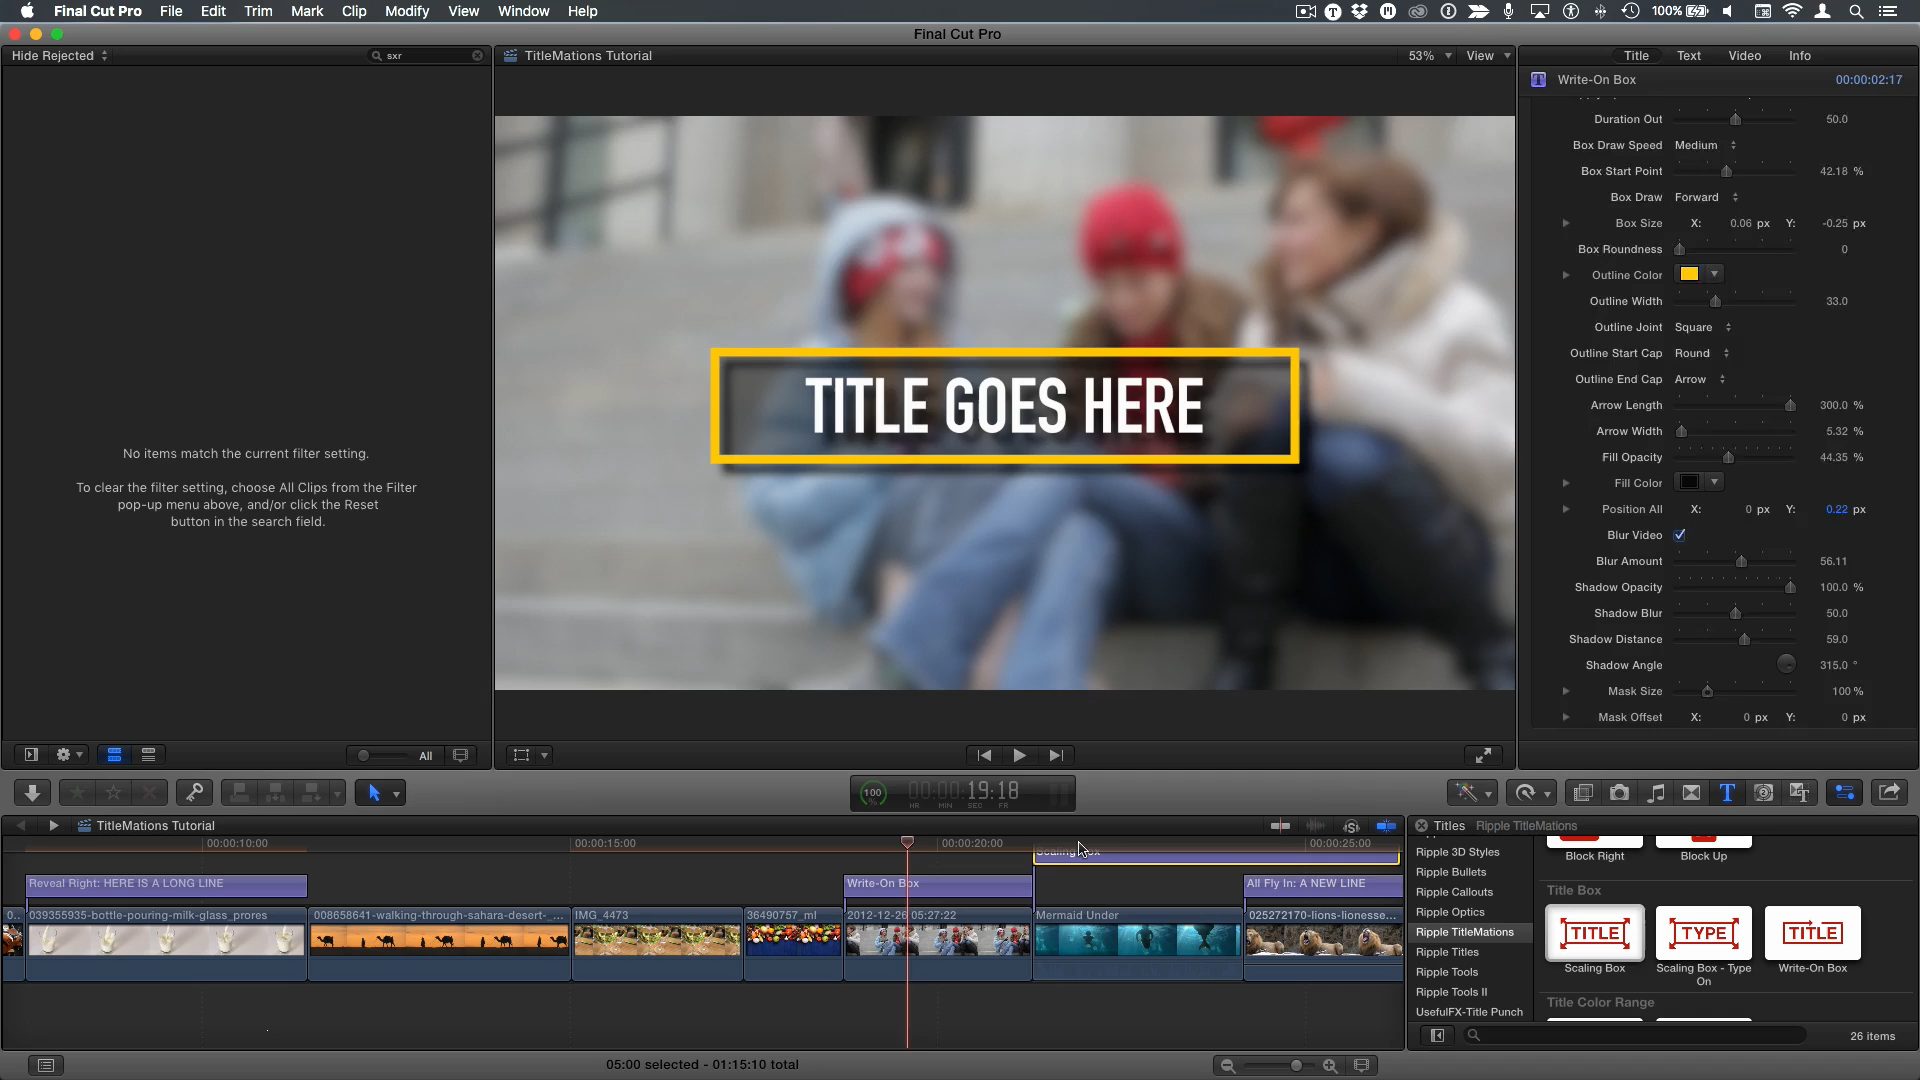 Final Cut Pro File Edit Trim Mark Clip Modify View Window Help 100%
Final Cut Pro
Hide Rejected sxr
TitleMations Tutorial 53% View
Title Text Video Info
Write-On Box 00:00:02:17
Duration Out 50.0
Box Draw Speed Medium
Box Start Point 42.18 %
Box Draw Forward
Box Size X: 0.06 px Y: -0.25 px
Box Roundness 0
Outline Color
Outline Width 33.0
Outline Joint Square
Outline Start Cap Round
Outline End Cap Arrow
Arrow Length 300.0 %
Arrow Width 5.32 %
Fill Opacity 44.35 %
Fill Color
Position All X: 0 px Y: 0.22 px
Blur Video
Blur Amount 56.11
Shadow Opacity 100.0 %
Shadow Blur 50.0
Shadow Distance 59.0
Shadow Angle 315.0 °
Mask Size 100 %
Mask Offset X: 0 px Y: 0 px
TITLE GOES HERE
No items match the current filter setting.
To clear the filter setting, choose All Clips from the Filter
pop-up menu above, and/or click the Reset
button in the search field.
All
100 % 00:00:19:18
HR MIN SEC FR
TitleMations Tutorial
00:00:10:00 00:00:15:00 00:00:20:00 00:00:25:00
Scaling Box
Reveal Right: HERE IS A LONG LINE Write-On Box All Fly In: A NEW LINE
0... 039355935-bottle-pouring-milk-glass_prores 008658641-walking-through-sahara-desert-_... IMG_4473 36490757_ml 2012-12-26 05:27:22 Mermaid Under 025272170-lions-lionesse...
05:00 selected - 01:15:10 total
Titles Ripple TitleMations
Ripple 3D Styles
Ripple Bullets
Ripple Callouts
Ripple Optics
Ripple TitleMations
Ripple Titles
Ripple Tools
Ripple Tools II
UsefulFX-Title Punch
Block Right Block Up
Title Box
TITLE TYPE TITLE
Scaling Box Scaling Box - Type On Write-On Box
Title Color Range
26 items